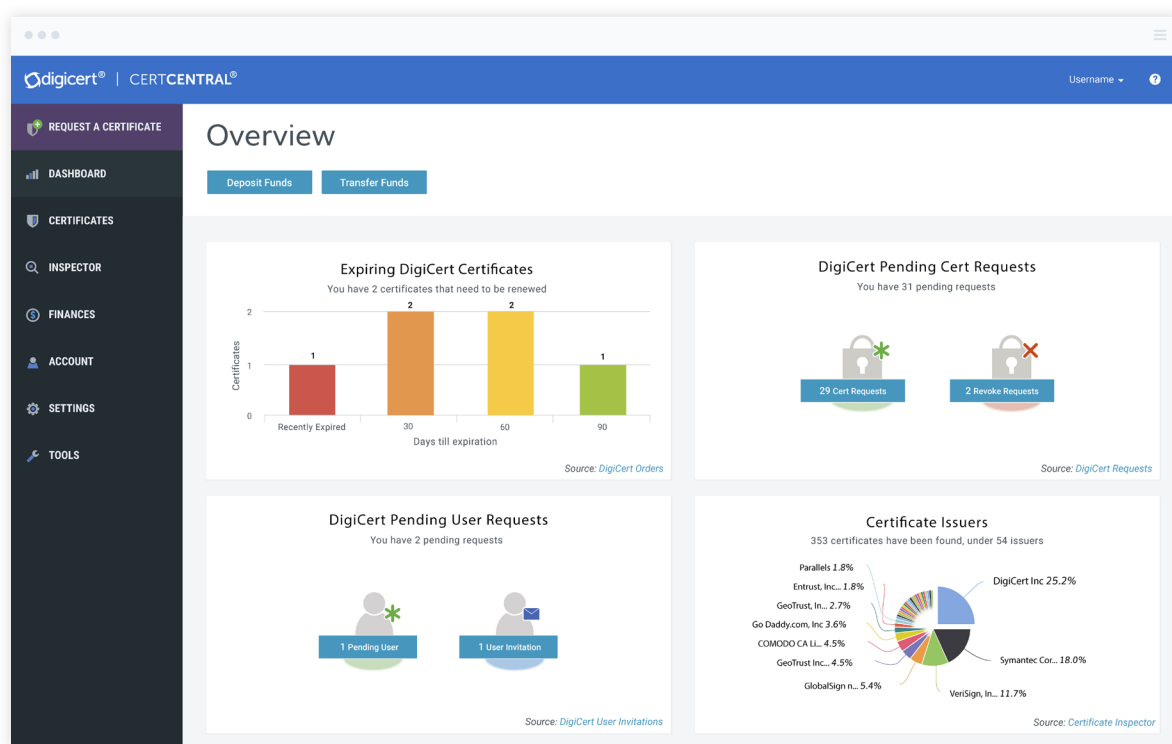 digicert® | CERTCENTRAL®
Username
?
REQUEST A CERTIFICATE
DASHBOARD
CERTIFICATES
INSPECTOR
FINANCES
ACCOUNT
SETTINGS
TOOLS
Overview
Deposit Funds
Transfer Funds
Expiring DigiCert Certificates
You have 2 certificates that need to be renewed
Certificates
2
1
0
1
2
2
1
Recently Expired
30
60
90
Days till expiration
Source: DigiCert Orders
DigiCert Pending Cert Requests
You have 31 pending requests
29 Cert Requests
2 Revoke Requests
Source: DigiCert Requests
DigiCert Pending User Requests
You have 2 pending requests
1 Pending User
1 User Invitation
Source: DigiCert User Invitations
Certificate Issuers
353 certificates have been found, under 54 issuers
Parallels 1.8%
Entrust, Inc... 1.8%
GeoTrust, In... 2.7%
Go Daddy.com, Inc 3.6%
COMODO CA Li... 4.5%
GeoTrust Inc... 4.5%
GlobalSign n... 5.4%
DigiCert Inc 25.2%
Symantec Cor... 18.0%
VeriSign, In... 11.7%
Source: Certificate Inspector